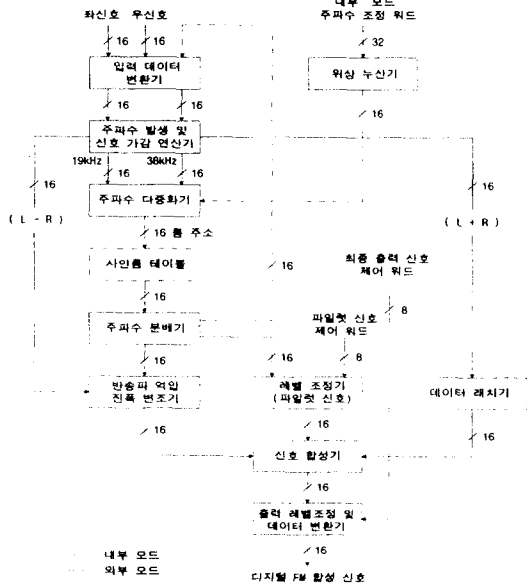 내부 모드
좌신호 우신호 주파수 조정 워드
16 16 32
입력 데이터
변환기
위상 누산기
16 16 16
주파수 발생 및
신호 가감 연산기
19kHz 38kHz
16 16 16 16
( L - R ) ( L + R )
주파수 다중화기
16 롬 주소
사인롬 테이블
최종 출력 신호
제어 워드
16 16
파일럿 신호
제어 워드
8
주파수 분배기
16 16 8
반송파 억압
진폭 변조기
레벨 조정기
(파일럿 신호)
데이터 래치기
16 16 16
신호 합성기
16
출력 레벨조정 및
데이터 변환기
내부 모드
외부 모드
16
디지털 FM 합성 신호